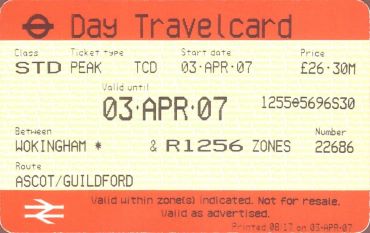 Day Travelcard
Class Ticket type Start date Price
STD PEAK TCD 03·APR·07 £26·30M
Valid until
03·APR·07 1255⊖5696S30
Between Number
WOKINGHAM * & R1256 ZONES 22686
Route
ASCOT/GUILDFORD
Valid within zone(s) indicated. Not for resale.
Valid as advertised.
Printed 08:17 on 03·APR·07